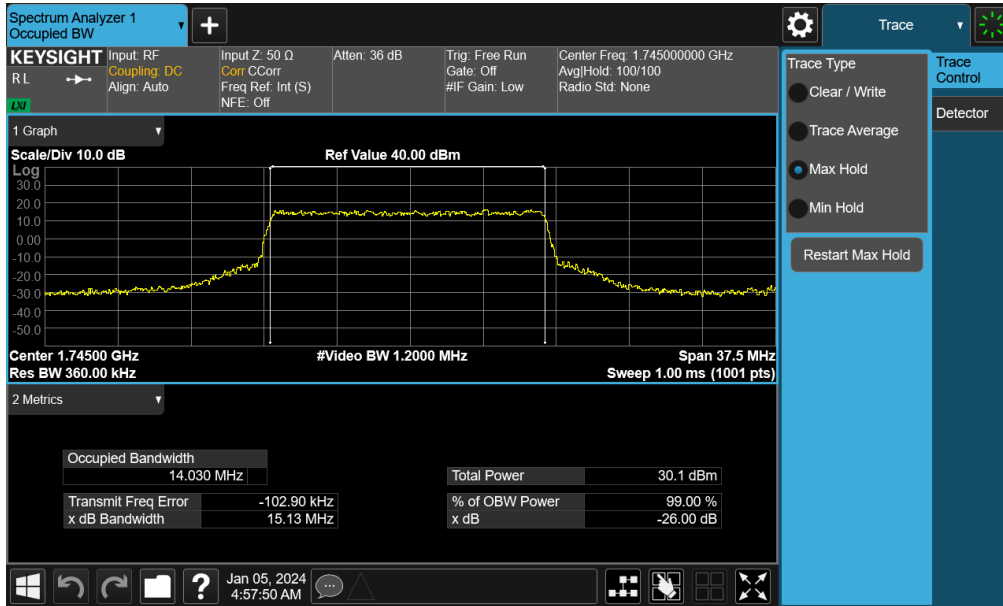 Spectrum Analyzer 1
Occupied BW
Trace
KEYSIGHT
R L
LXI
Input: RF
Coupling: DC
Align: Auto
Input Z: 50 Ω
Corr CCorr
Freq Ref: Int (S)
NFE: Off
Atten: 36 dB
Trig: Free Run
Gate: Off
#IF Gain: Low
Center Freq: 1.745000000 GHz
Avg|Hold: 100/100
Radio Std: None
Trace Type
Clear / Write
Trace Average
Max Hold
Min Hold
Restart Max Hold
Trace
Control
Detector
1 Graph
Scale/Div 10.0 dB
Ref Value 40.00 dBm
Log
30.0
20.0
10.0
0.00
-10.0
-20.0
-30.0
-40.0
-50.0
Center 1.74500 GHz
#Video BW 1.2000 MHz
Span 37.5 MHz
Res BW 360.00 kHz
Sweep 1.00 ms (1001 pts)
2 Metrics
Occupied Bandwidth
14.030 MHz
Total Power 30.1 dBm
Transmit Freq Error -102.90 kHz
% of OBW Power 99.00 %
x dB Bandwidth 15.13 MHz
x dB -26.00 dB
?
Jan 05, 2024
4:57:50 AM